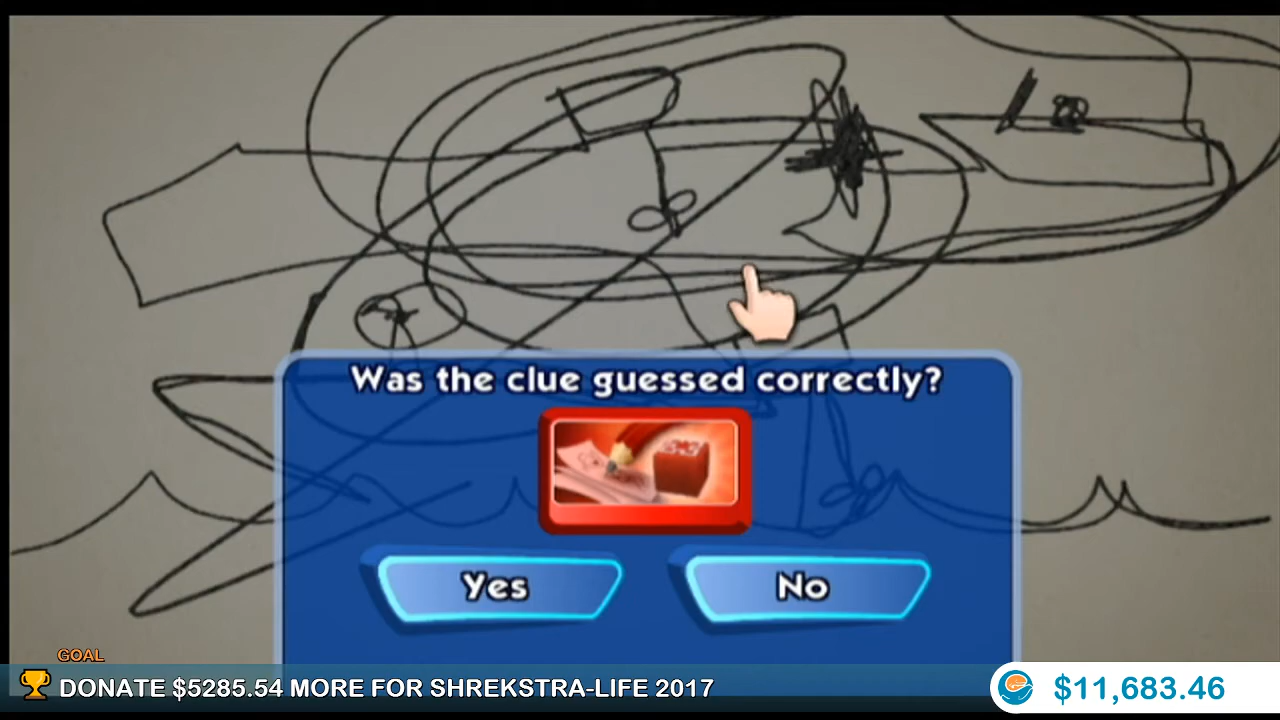 Was the clue guessed correctly?
Yes
No
GOAL
DONATE $5285.54 MORE FOR SHREKSTRA-LIFE 2017
$11,683.46